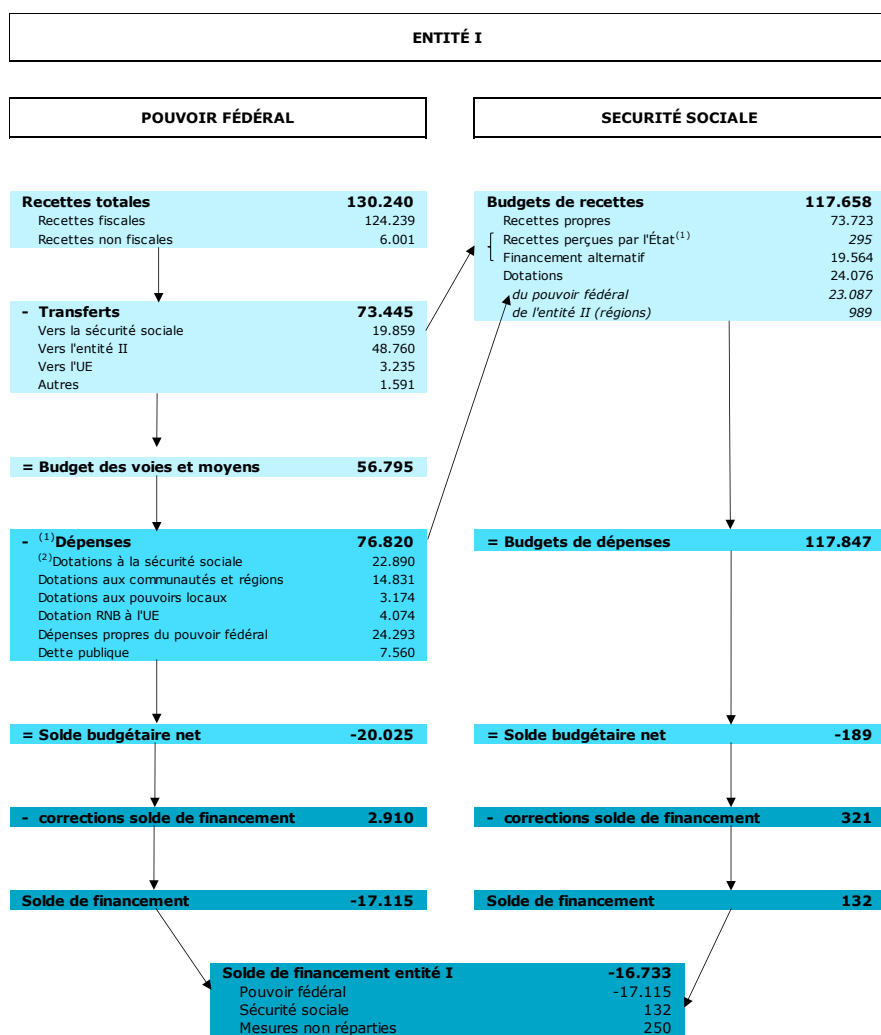 ENTITÉ I
POUVOIR FÉDÉRAL
Recettes totales 130.240
Recettes fiscales 124.239
Recettes non fiscales 6.001
- Transferts 73.445
Vers la sécurité sociale 19.859
Vers l'entité II 48.760
Vers l'UE 3.235
Autres 1.591
= Budget des voies et moyens 56.795
- (1)Dépenses 76.820
(2)Dotations à la sécurité sociale 22.890
Dotations aux communautés et régions 14.831
Dotations aux pouvoirs locaux 3.174
Dotation RNB à l'UE 4.074
Dépenses propres du pouvoir fédéral 24.293
Dette publique 7.560
= Solde budgétaire net -20.025
- corrections solde de financement 2.910
Solde de financement -17.115
SECURITÉ SOCIALE
Budgets de recettes 117.658
Recettes propres 73.723
Recettes perçues par l'État(1) 295
Financement alternatif 19.564
Dotations 24.076
du pouvoir fédéral 23.087
de l'entité II (régions) 989
= Budgets de dépenses 117.847
= Solde budgétaire net -189
- corrections solde de financement 321
Solde de financement 132
Solde de financement entité I -16.733
Pouvoir fédéral -17.115
Sécurité sociale 132
Mesures non réparties 250